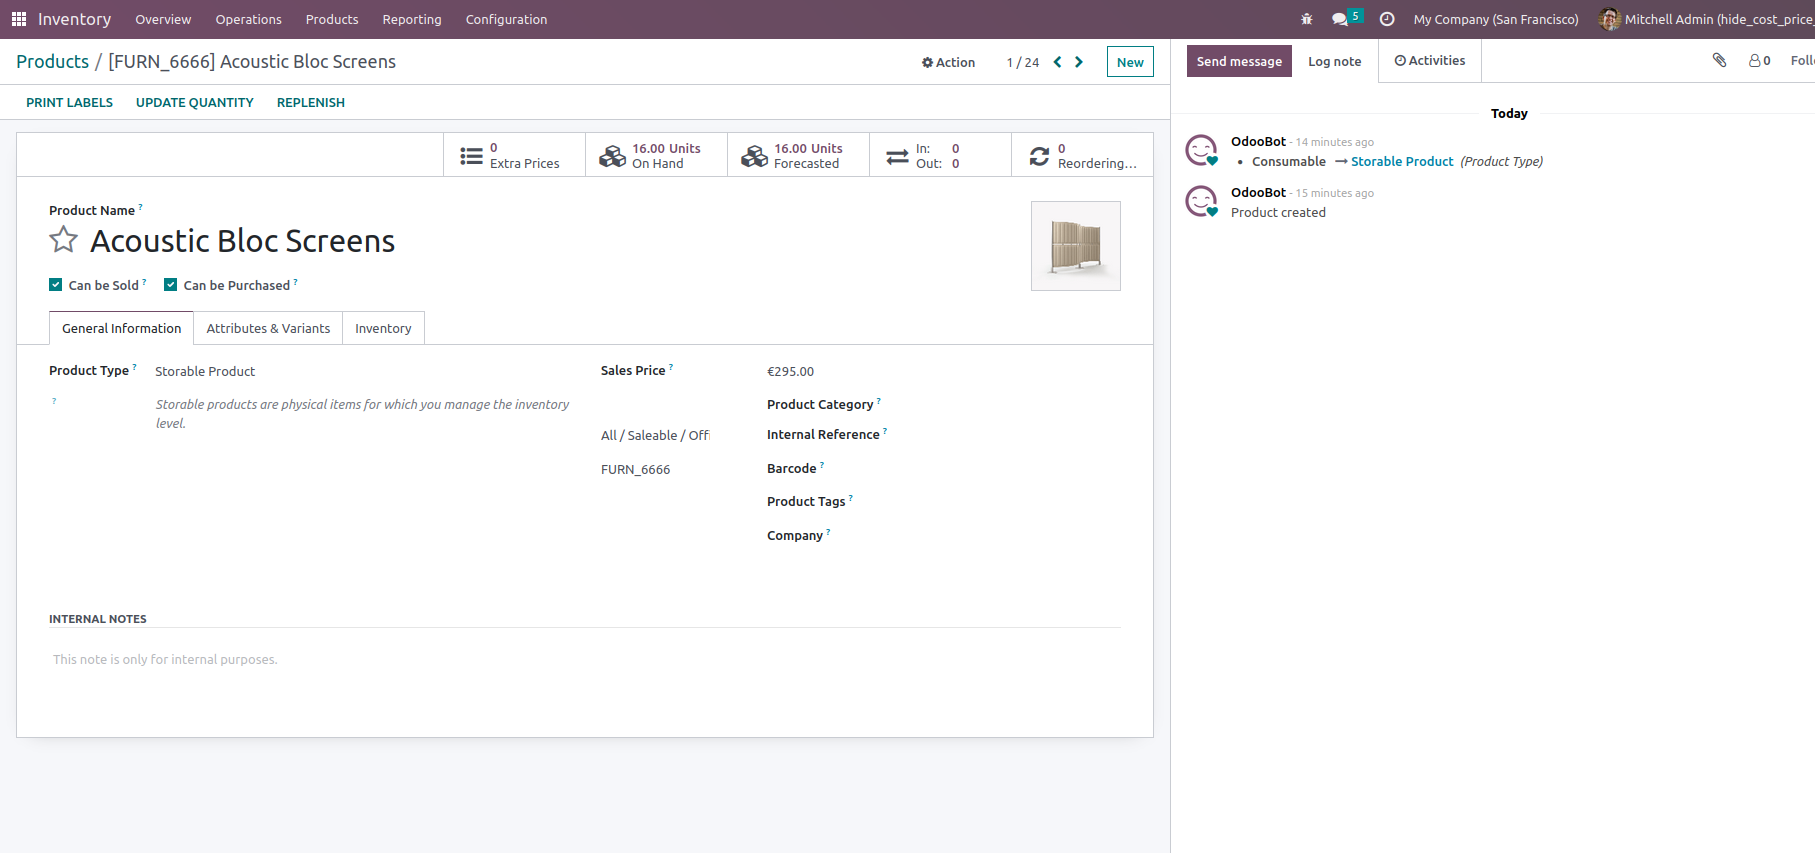 Inventory Overview Operations Products Reporting Configuration 5 My Company (San Francisco) Mitchell Admin (hide_cost_price_
Products / [FURN_6666] Acoustic Bloc Screens Action 1 / 24 New
PRINT LABELS UPDATE QUANTITY REPLENISH
0 Extra Prices
16.00 Units On Hand
16.00 Units Forecasted
In: 0
Out: 0
0 Reordering...
Product Name ?
Acoustic Bloc Screens
Can be Sold ? Can be Purchased ?
General Information Attributes & Variants Inventory
Product Type ? Storable Product
? Storable products are physical items for which you manage the inventory
level.
Sales Price ? €295.00
Product Category ?
All / Saleable / Offi Internal Reference ?
FURN_6666 Barcode ?
Product Tags ?
Company ?
INTERNAL NOTES
This note is only for internal purposes.
Send message Log note Activities 0 Follo
Today
OdooBot - 14 minutes ago
• Consumable → Storable Product (Product Type)
OdooBot - 15 minutes ago
Product created